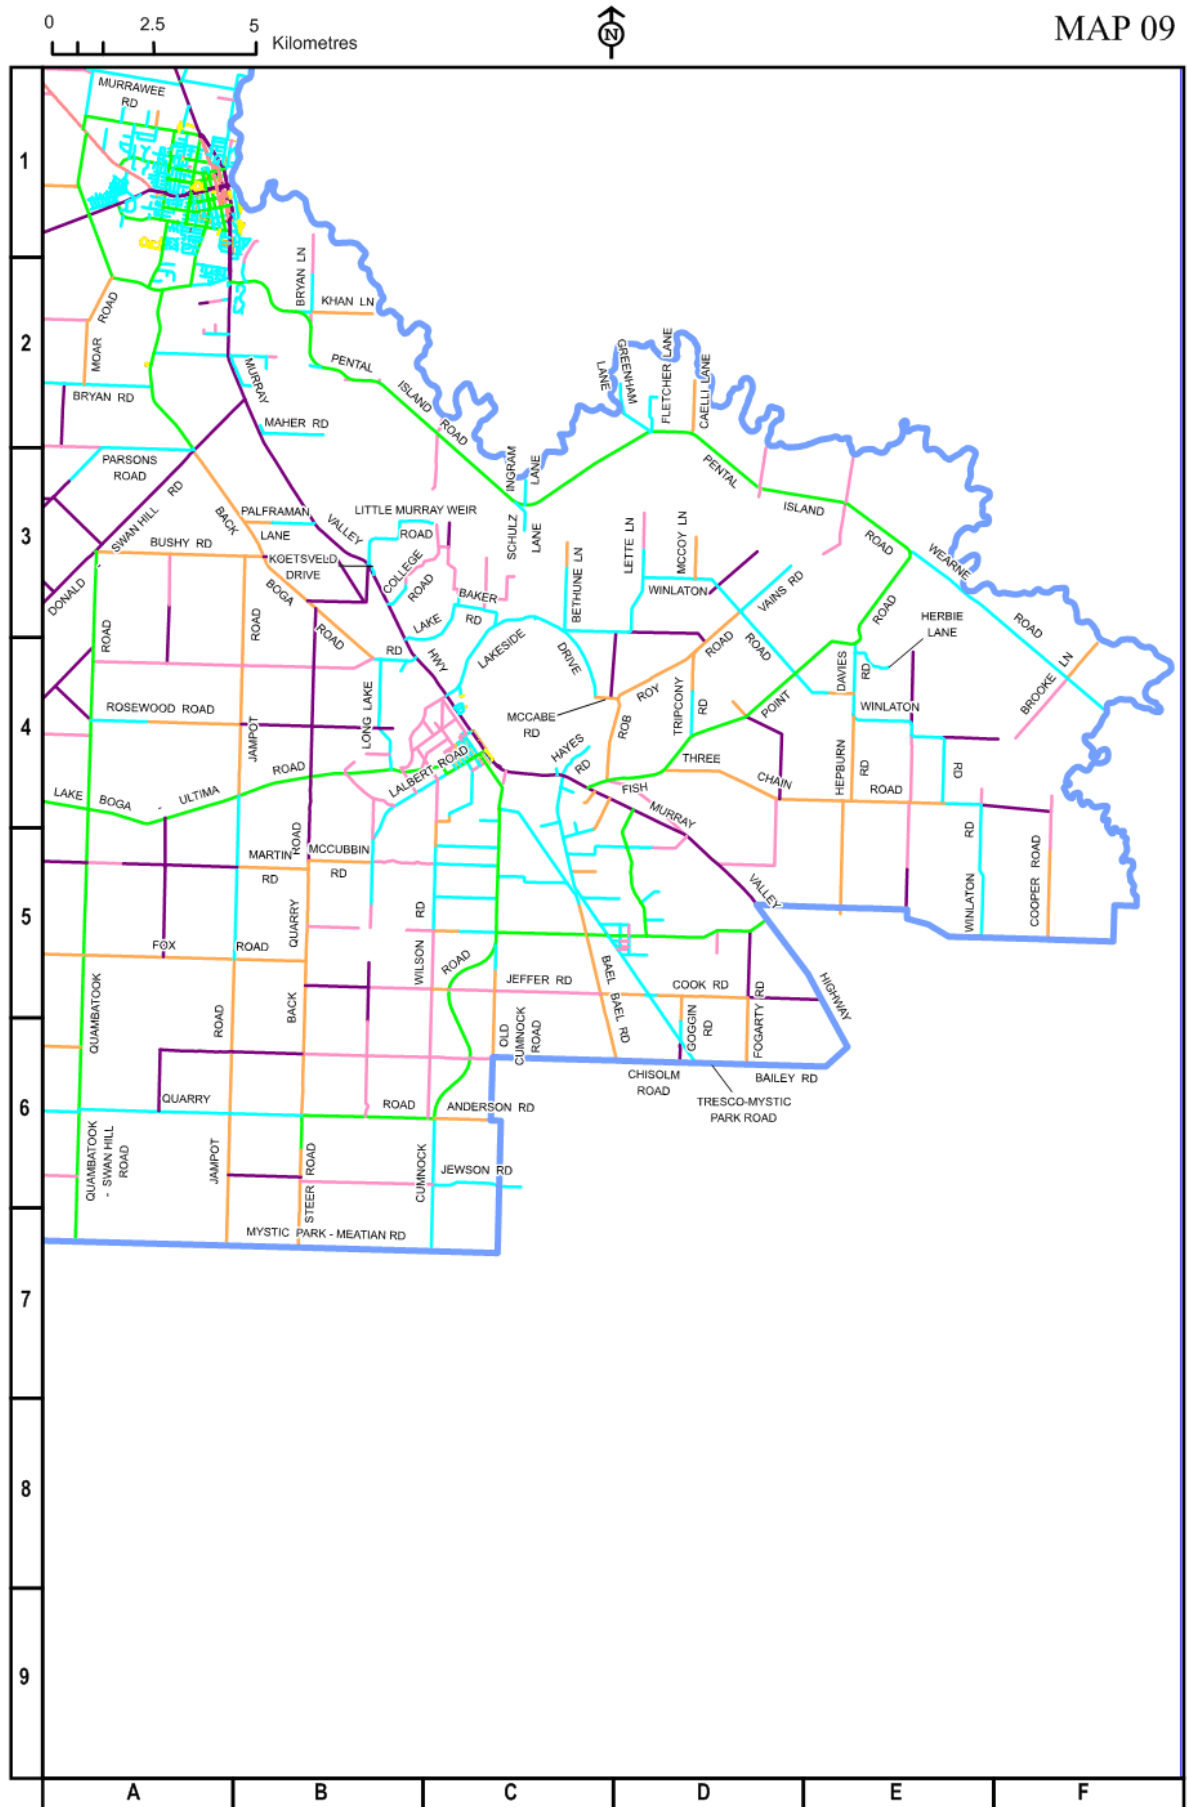 0 2.5 5
Kilometres
N
MAP 09
1
2
3
4
5
6
7
8
9
A B C D E F
MURRAWEE
RD
BRYAN LN
KHAN LN
MOAR
ROAD
BRYAN RD
MURRAY
MAHER RD
PENTAL
ISLAND
ROAD
GREENHAM
LANE
FLETCHER LANE
CAELLI LANE
PARSONS
ROAD
DONALD - SWAN HILL RD
BACK
BOGA
ROAD
PALFRAMAN
LANE
VALLEY
LITTLE MURRAY WEIR
ROAD
INGRAM
LANE
SCHULZ
LANE
PENTAL
ISLAND
ROAD
BUSHY RD
KOETSVELD
DRIVE
COLLEGE
ROAD
BAKER
RD
BETHUNE LN
LETTE LN
MCCOY LN
WINLATON
ROAD
VAINS RD
WEARNE
ROAD
HERBIE
LANE
ROAD
ROAD
LAKE
RD
HWY
LAKESIDE
DRIVE
ROB
ROY
ROAD
DAVIES
RD
BROOKE LN
ROSEWOOD ROAD
JAMPOT
LONG LAKE
MCCABE
RD
TRIPCONY
RD
POINT
ROAD
WINLATON
RD
LAKE BOGA - ULTIMA
ROAD
LALBERT ROAD
HAYES
RD
FISH
THREE
CHAIN
ROAD
HEPBURN
RD
MURRAY
VALLEY
HIGHWAY
MARTIN
RD
MCCUBBIN
RD
ROAD
QUARRY
BACK
RD
WILSON
WINLATON
RD
COOPER ROAD
FOX
ROAD
QUAMBATOOK
ROAD
ROAD
JEFFER RD
BAEL
BAEL RD
COOK RD
GOGGIN
RD
FOGARTY RD
OLD
CUMNOCK
ROAD
CHISOLM
ROAD
BAILEY RD
TRESCO-MYSTIC
PARK ROAD
QUARRY
ROAD
ANDERSON RD
QUAMBATOOK
- SWAN HILL
ROAD
JAMPOT
STEER ROAD
CUMNOCK
JEWSON RD
MYSTIC PARK - MEATIAN RD